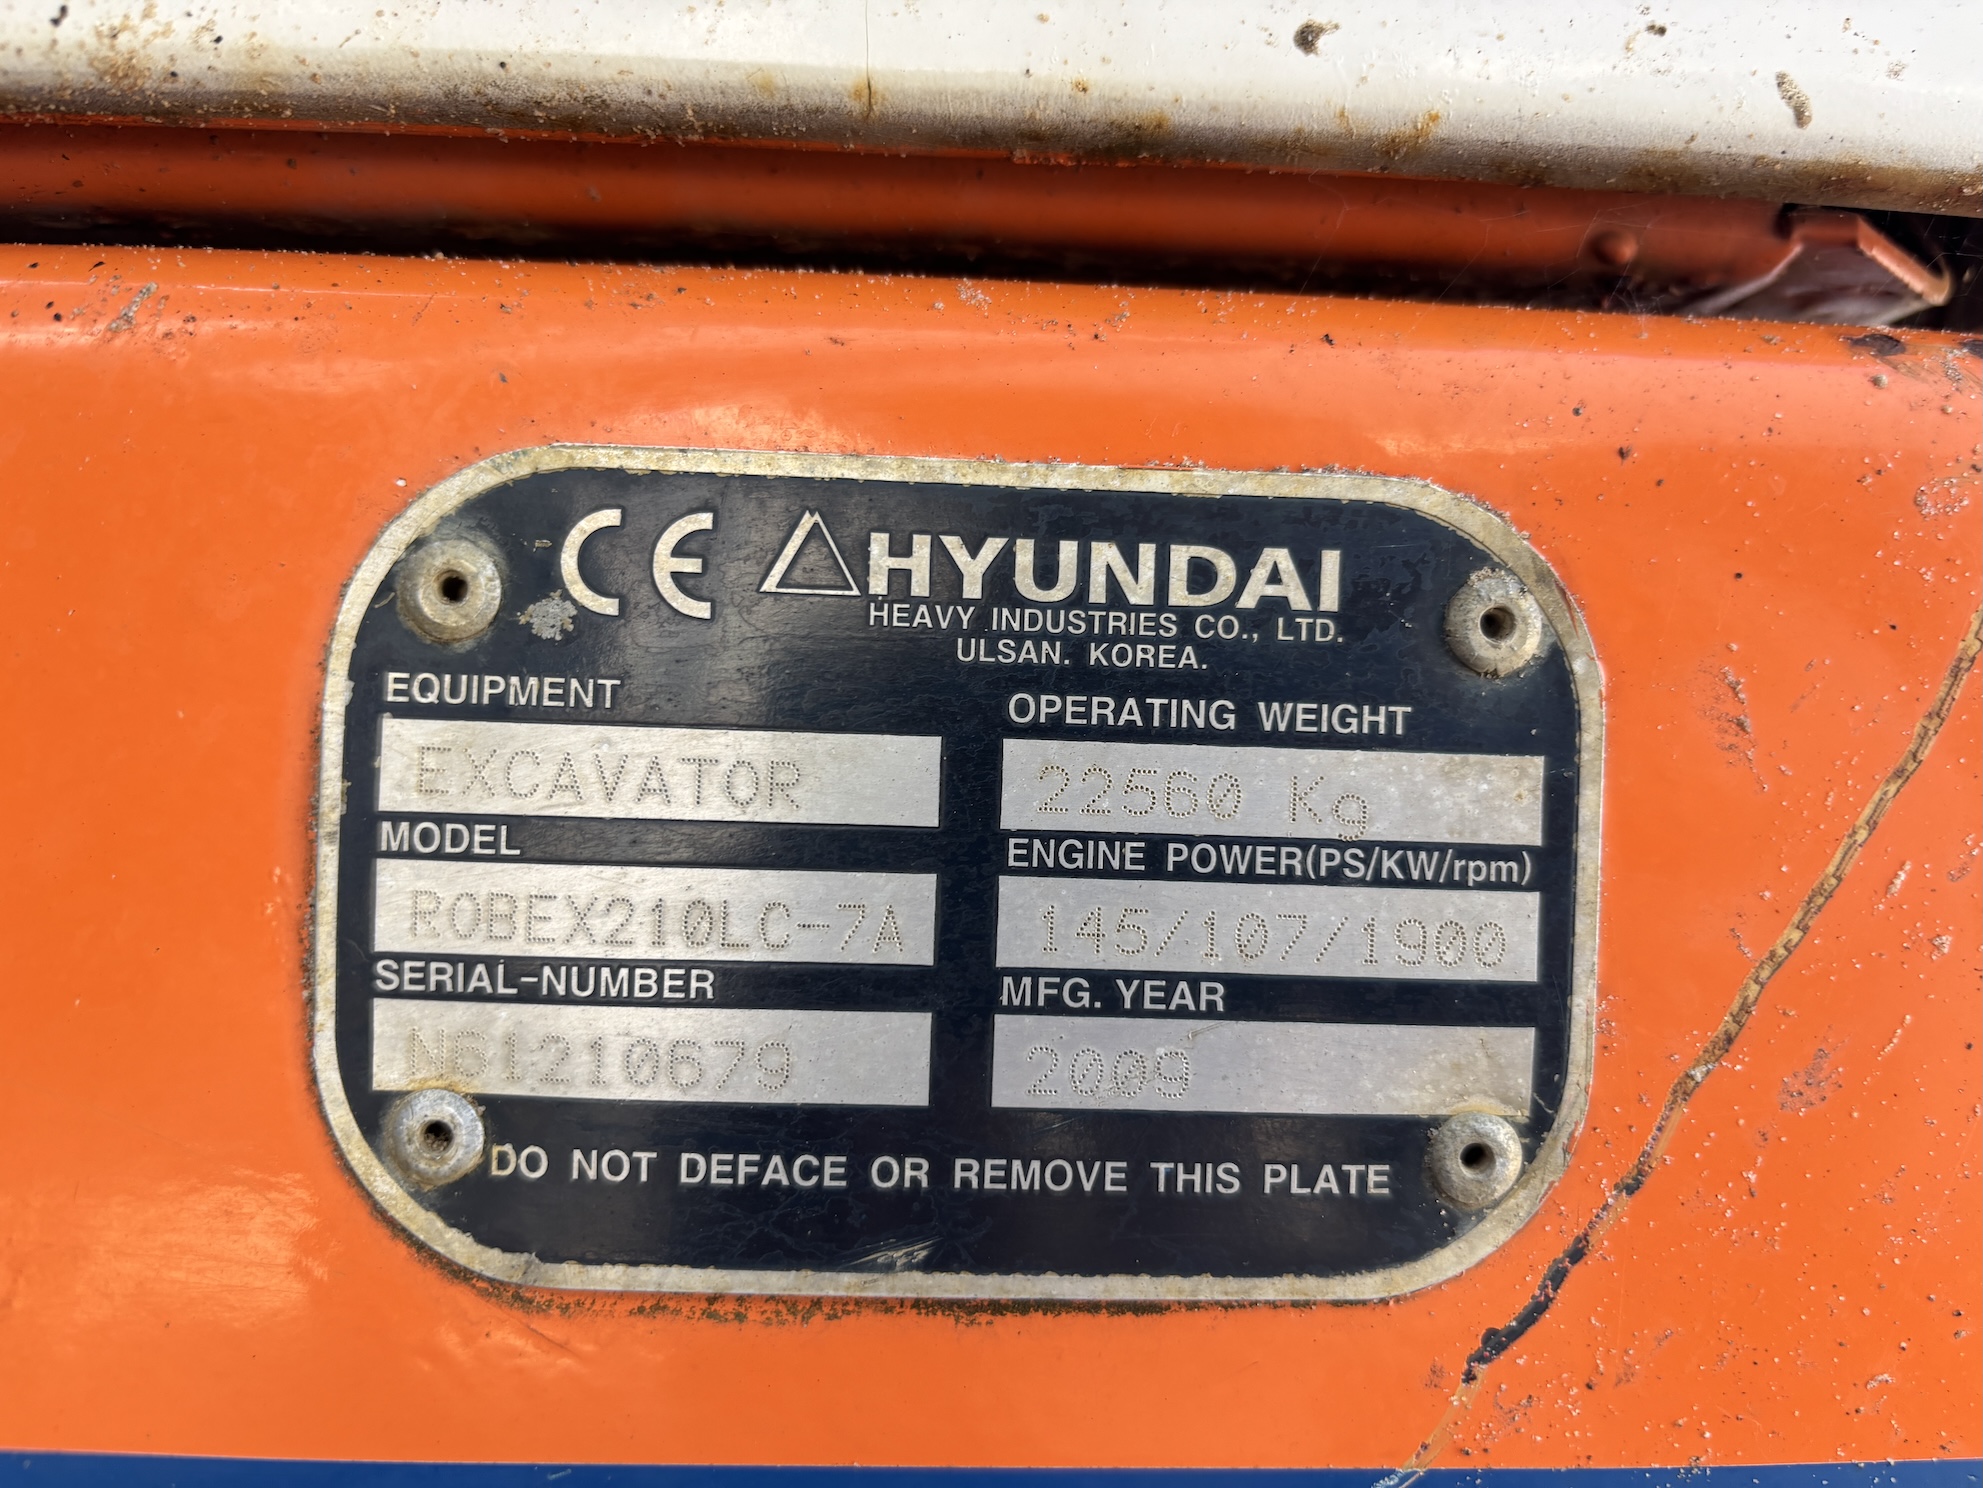 CE HYUNDAI
HEAVY INDUSTRIES CO., LTD.
ULSAN. KOREA.
EQUIPMENT
EXCAVATOR
OPERATING WEIGHT
22560 Kg
MODEL
ROBEX210LC-7A
ENGINE POWER(PS/KW/rpm)
145/107/1900
SERIAL-NUMBER
N61210679
MFG. YEAR
2009
DO NOT DEFACE OR REMOVE THIS PLATE